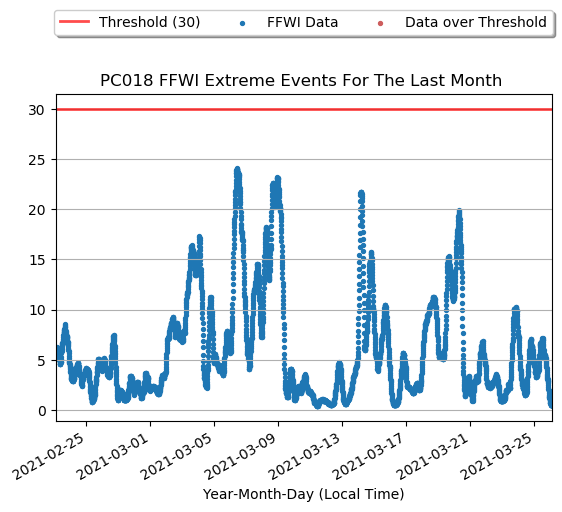 Threshold (30) FFWI Data Data over Threshold
PC018 FFWI Extreme Events For The Last Month
30
25
20
15
10
5
0
2021-02-25 2021-03-01 2021-03-05 2021-03-09 2021-03-13 2021-03-17 2021-03-21 2021-03-25
Year-Month-Day (Local Time)